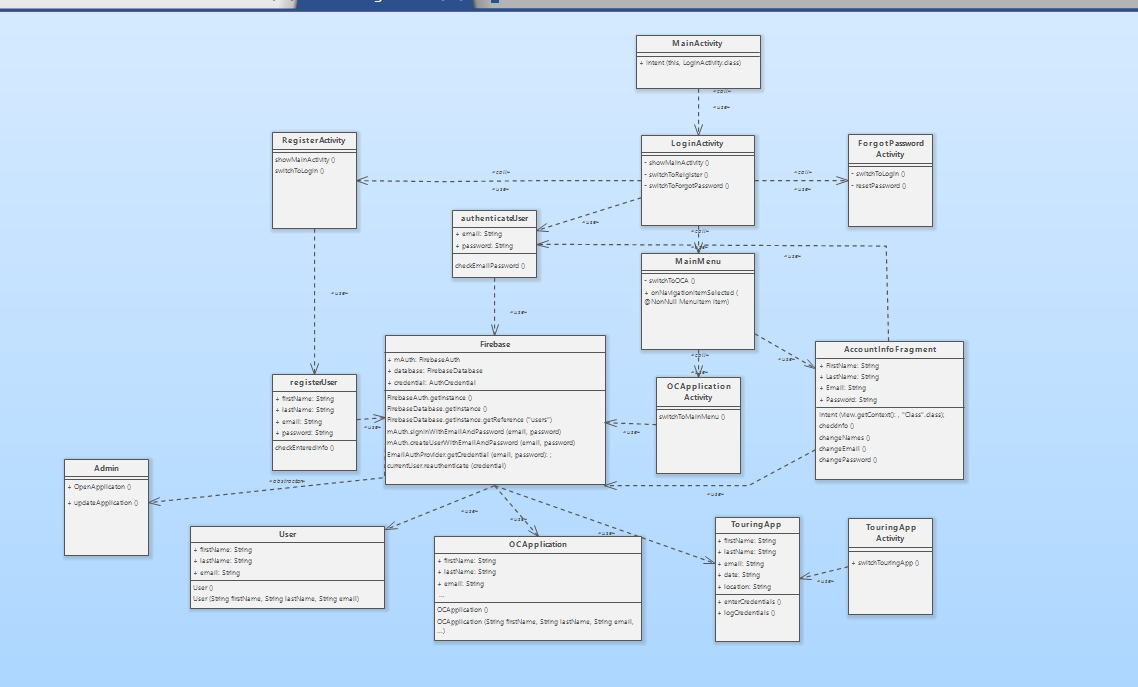 MainActivity
+ Intent (this, LoginActivity.class)
«call»
«use»
RegisterActivity
showMainActivity ()
switchToLogin ()
LoginActivity
- showMainActivity ()
- switchToReigister ()
- switchToForgotPassword ()
ForgotPassword
Activity
- switchToLogin ()
- resetPassword ()
«call»
«use»
«call»
«use»
authenticateUser
+ email: String
+ password: String
checkEmailPassword ()
«use»
«call»
«use»
«use»
MainMenu
- switchToOCA ()
+ onNavigationItemSelected (
@NonNull MenuItem item)
«use»
«use»
Firebase
+ mAuth: FirebaseAuth
+ database: FirebaseDatabase
+ credential: AuthCredential
FirebaseAuth.getInstance ()
FirebaseDatabase.getInstance ()
FirebaseDatabase.getInstance.getReference ("users")
mAuth.signInWithEmailAndPassword (email, password)
mAuth.createUserWithEmailAndPassword (email, password)
EmailAuthProvider.getCredential (email, password): ;
currentUser.reauthenticate (credential)
«call»
«use»
«use»
AccountInfoFragment
+ FirstName: String
+ LastName: String
+ Email: String
+ Password: String
Intent (View.getContext(): , "Class".class);
checkInfo ()
changeNames ()
changeEmail ()
changePassword ()
registerUser
+ firstName: String
+ lastName: String
+ email: String
+ password: String
checkEnteredInfo ()
«use»
OCApplication
Activity
switchToMainMenu ()
«use»
Admin
+ OpenApplicaton ()
+ updateApplication ()
«abstraction»
«use»
«use»
«use»
«use»
User
+ firstName: String
+ lastName: String
+ email: String
User ()
User (String firstName, String lastName, String email)
OCApplication
+ firstName: String
+ lastName: String
+ email: String
...
OCApplication ()
OCApplication (String firstName, String lastName, String email,
...)
TouringApp
+ firstName: String
+ lastName: String
+ email: String
+ date: String
+ location: String
+ enterCredentials ()
+ logCredentials ()
TouringApp
Activity
+ switchTouringApp ()
«use»